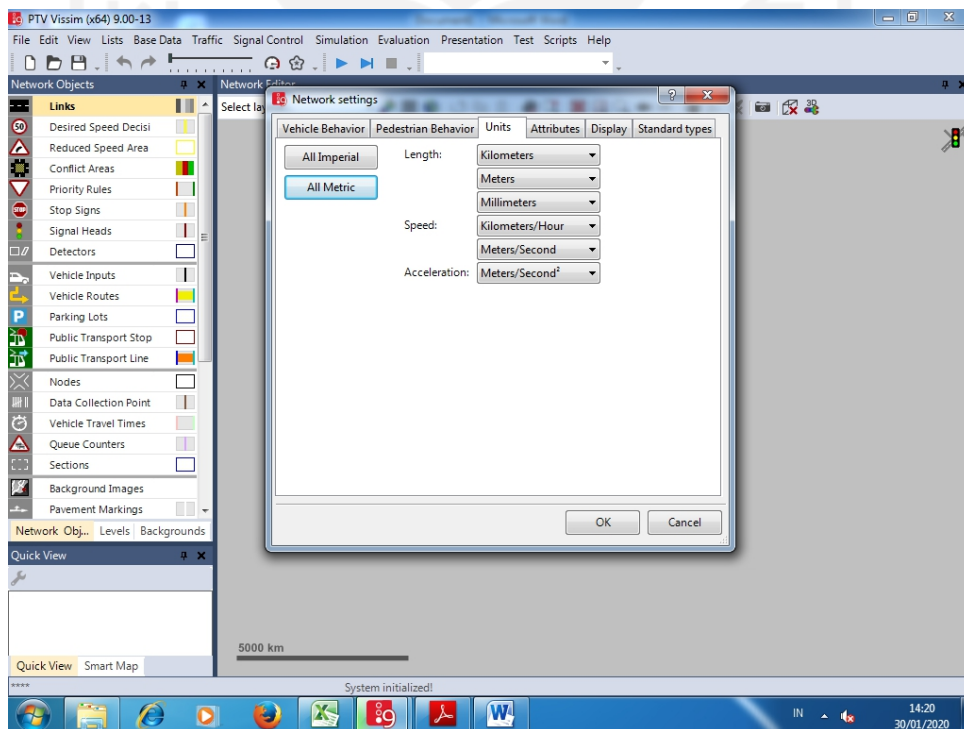 PTV Vissim (x64) 9.00-13
File Edit View Lists Base Data Traffic Signal Control Simulation Evaluation Presentation Test Scripts Help
Network Objects
Network Editor
Select lay
Links
50
Desired Speed Decisi
Reduced Speed Area
Conflict Areas
Priority Rules
STOP
Stop Signs
Signal Heads
Detectors
Vehicle Inputs
Vehicle Routes
P
Parking Lots
Public Transport Stop
Public Transport Line
Nodes
Data Collection Point
Vehicle Travel Times
Queue Counters
Sections
Background Images
Pavement Markings
Network Obj... Levels Backgrounds
Quick View
Quick View Smart Map
Network settings
Vehicle Behavior Pedestrian Behavior Units Attributes Display Standard types
All Imperial
All Metric
Length: Kilometers
Meters
Millimeters
Speed: Kilometers/Hour
Meters/Second
Acceleration: Meters/Second²
OK Cancel
5000 km
**** System initialized!
IN
14:20
30/01/2020